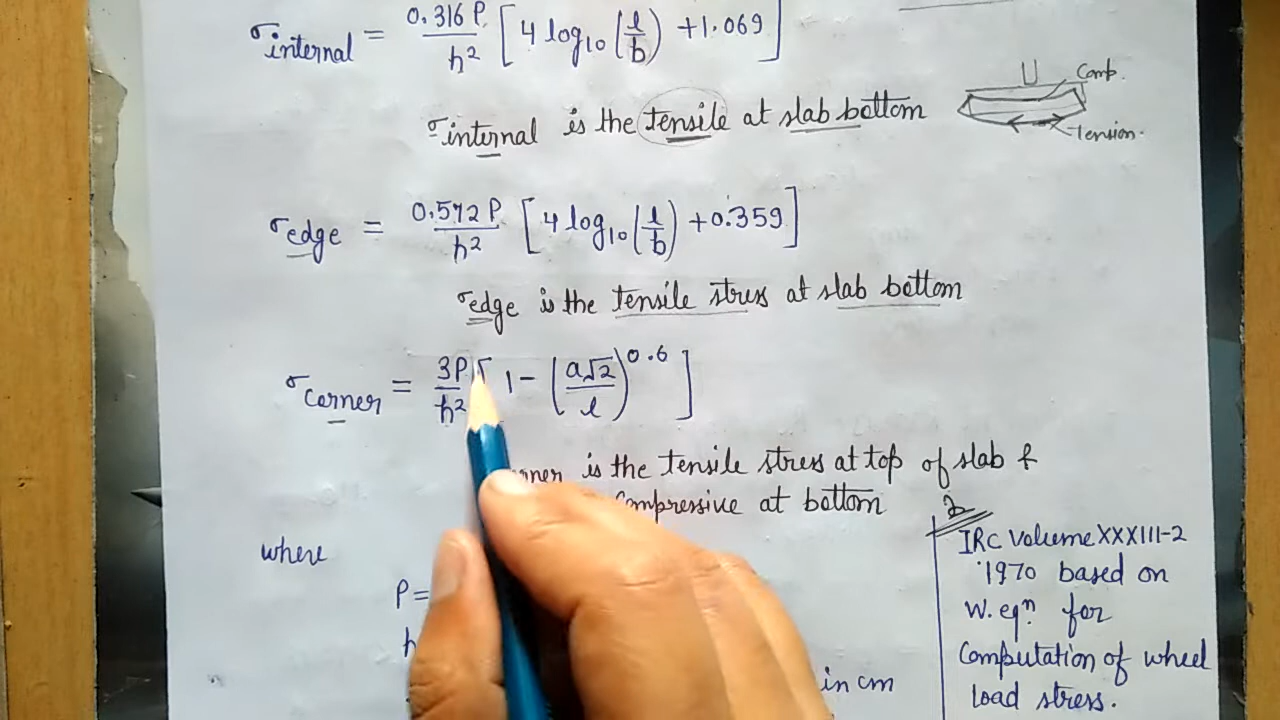 σinternal = 0.316 P / h² [4 log10 (l/b) + 1.069]
Comp.
Tension.
σinternal is the tensile at slab bottom
σedge = 0.572 P / h² [4 log10 (l/b) + 0.359]
σedge is the tensile stress at slab bottom
σcorner = 3P / h² [1 - (a√2 / l)^0.6]
is the tensile stress at top of slab &
Compressive at bottom
where
P =
h
in cm
IRC Volume XXXIII-2
1970 based on
W. eqn. for
Computation of wheel
load stress.